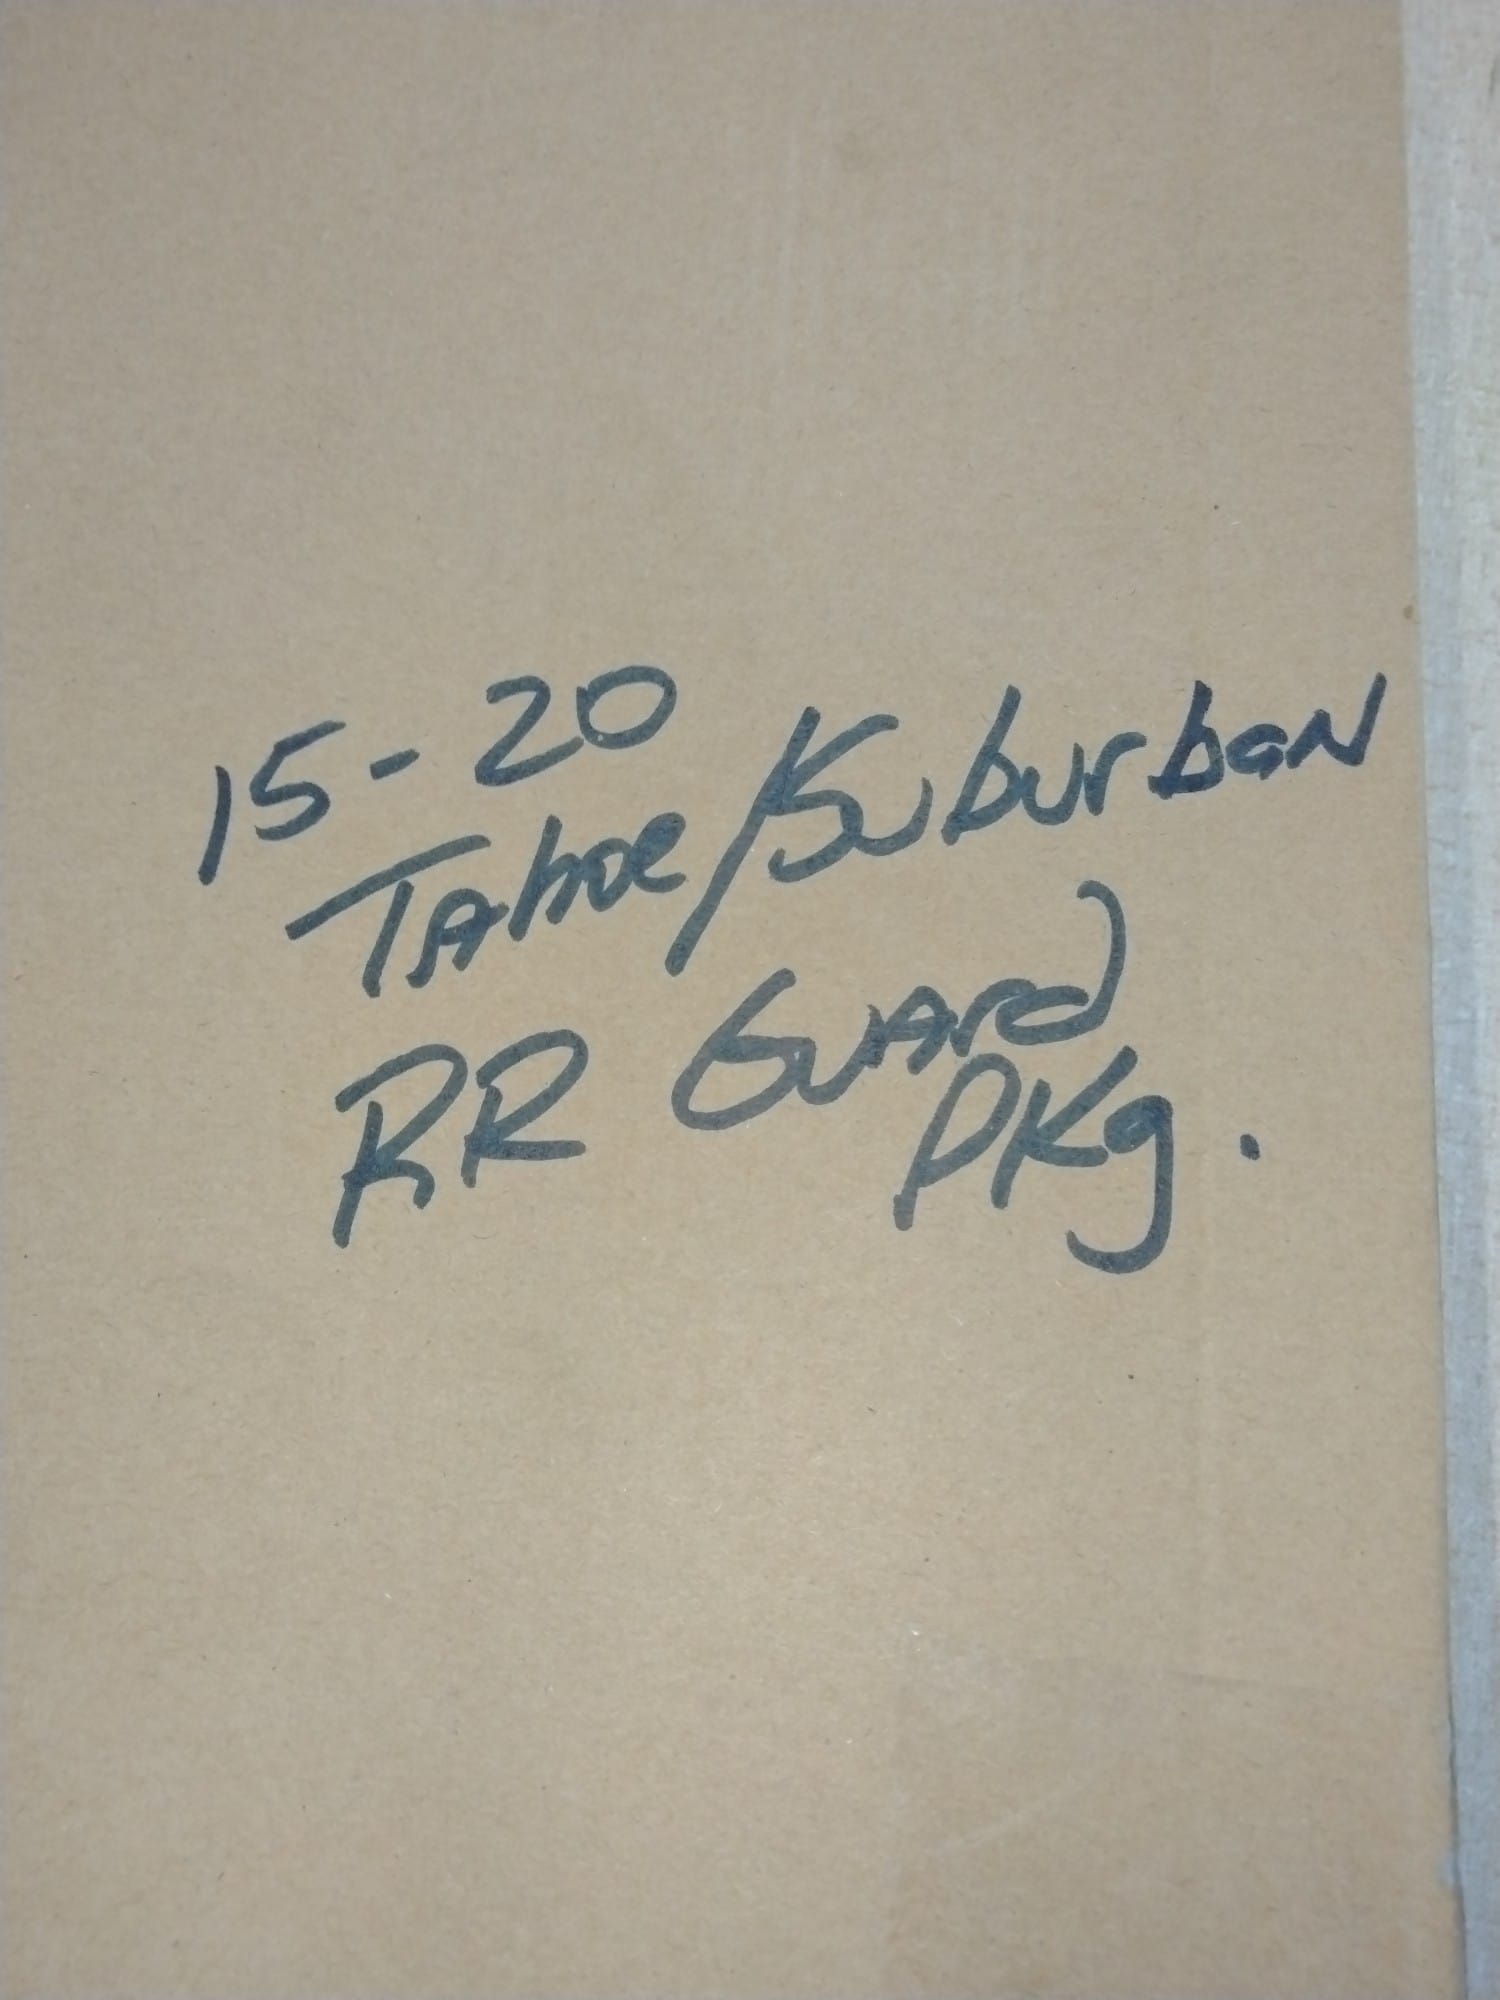 15-20
Tahoe/Suburban
RR Guard
PKg.